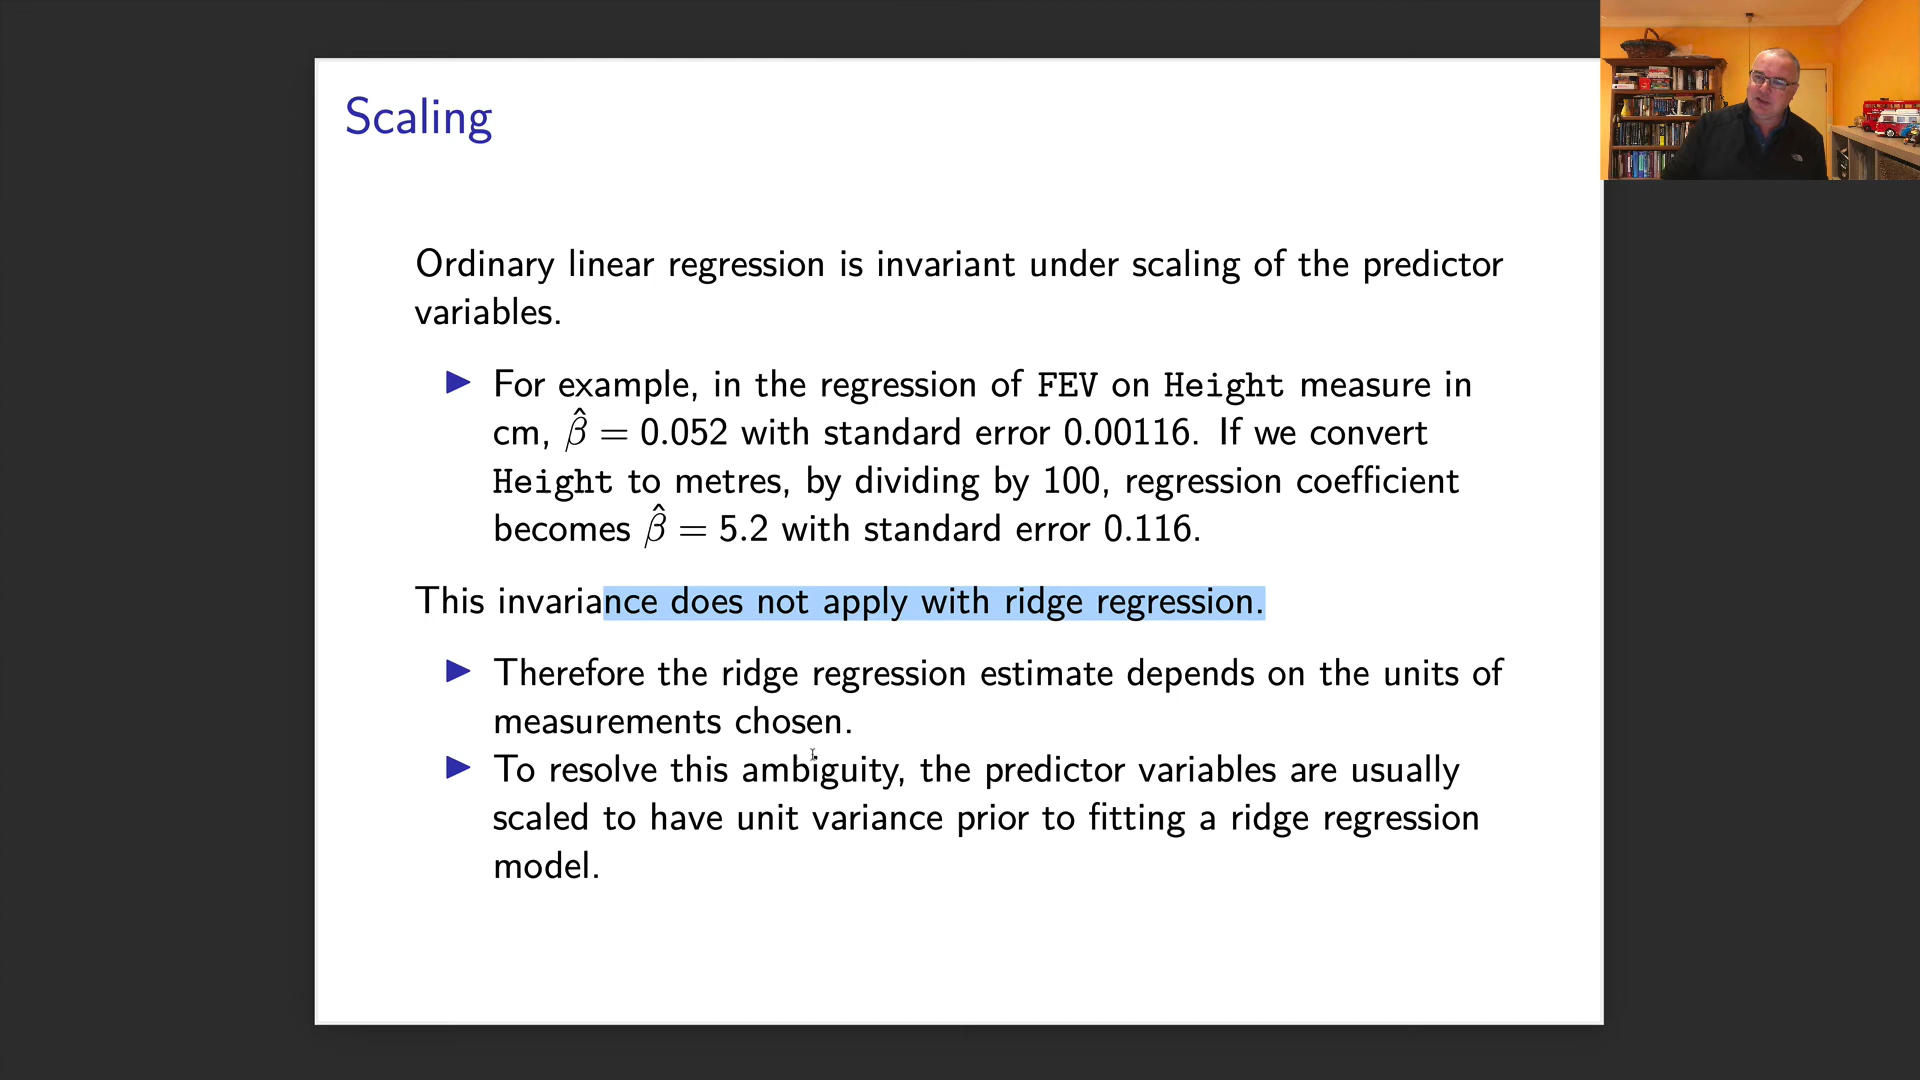 Scaling
Ordinary linear regression is invariant under scaling of the predictor
variables.
▶ For example, in the regression of FEV on Height measure in
cm, β̂ = 0.052 with standard error 0.00116. If we convert
Height to metres, by dividing by 100, regression coefficient
becomes β̂ = 5.2 with standard error 0.116.
This invariance does not apply with ridge regression.
▶ Therefore the ridge regression estimate depends on the units of
measurements chosen.
▶ To resolve this ambiguity, the predictor variables are usually
scaled to have unit variance prior to fitting a ridge regression
model.